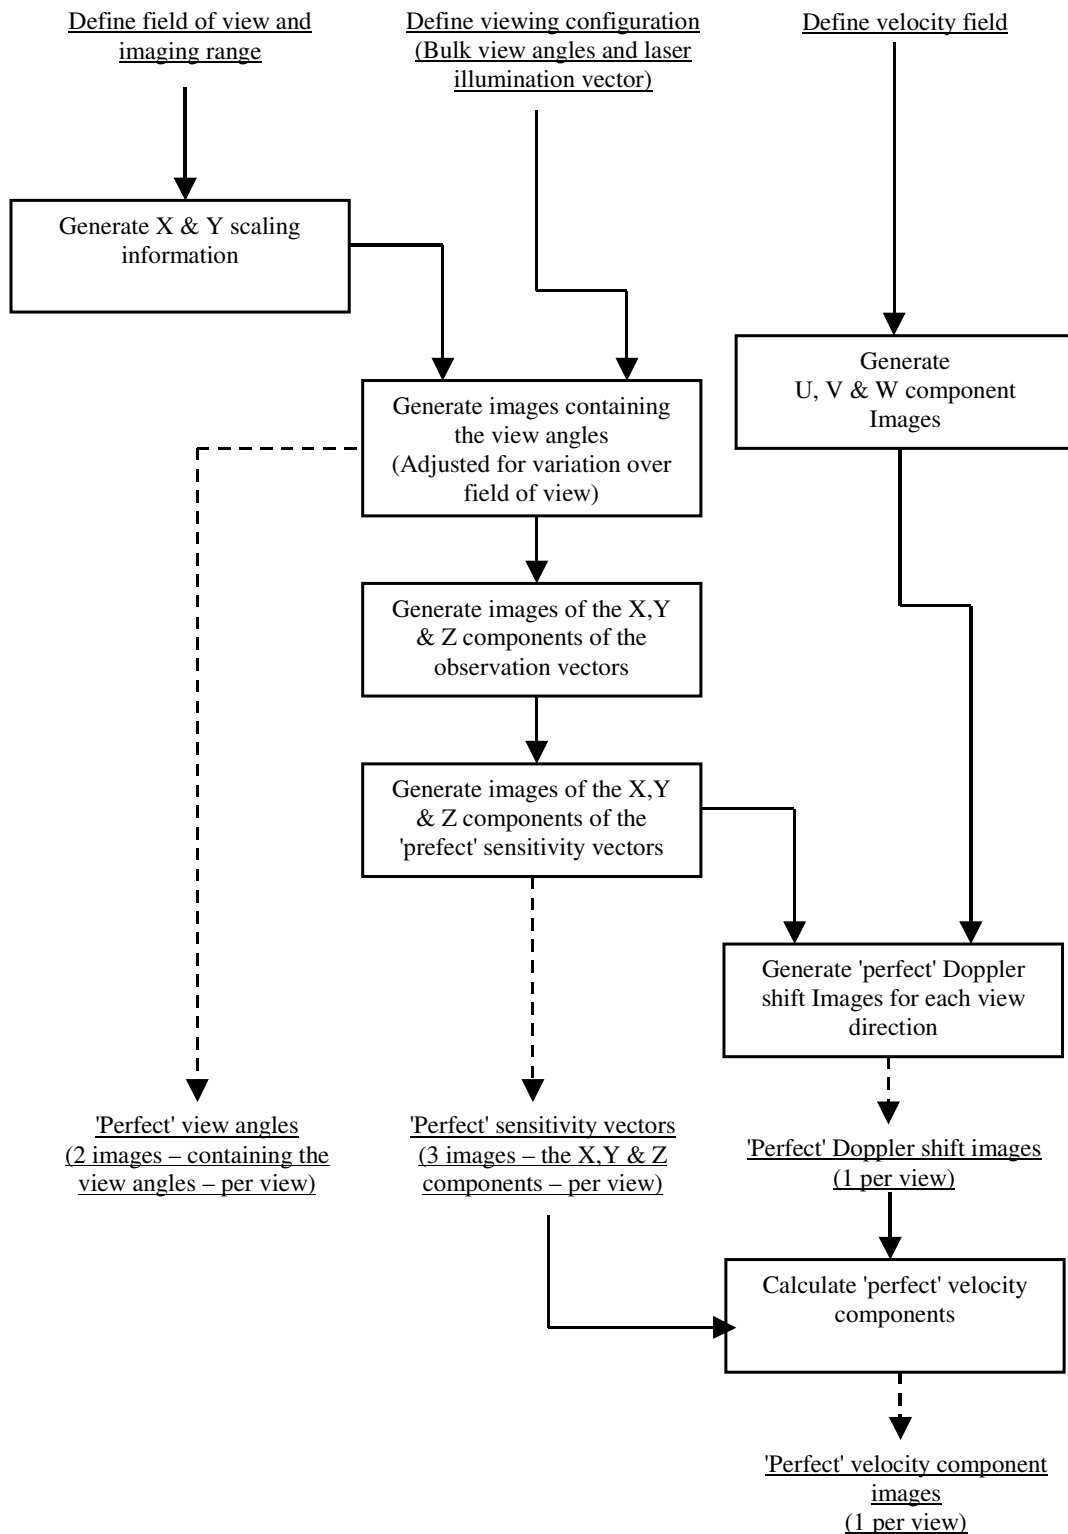 Define field of view and
imaging range
Define viewing configuration
(Bulk view angles and laser
illumination vector)
Define velocity field
Generate X & Y scaling
information
Generate
U, V & W component
Images
Generate images containing
the view angles
(Adjusted for variation over
field of view)
Generate images of the X,Y
& Z components of the
observation vectors
Generate images of the X,Y
& Z components of the
'prefect' sensitivity vectors
Generate 'perfect' Doppler
shift Images for each view
direction
'Perfect' view angles
(2 images – containing the
view angles – per view)
'Perfect' sensitivity vectors
(3 images – the X,Y & Z
components – per view)
'Perfect' Doppler shift images
(1 per view)
Calculate 'perfect' velocity
components
'Perfect' velocity component
images
(1 per view)